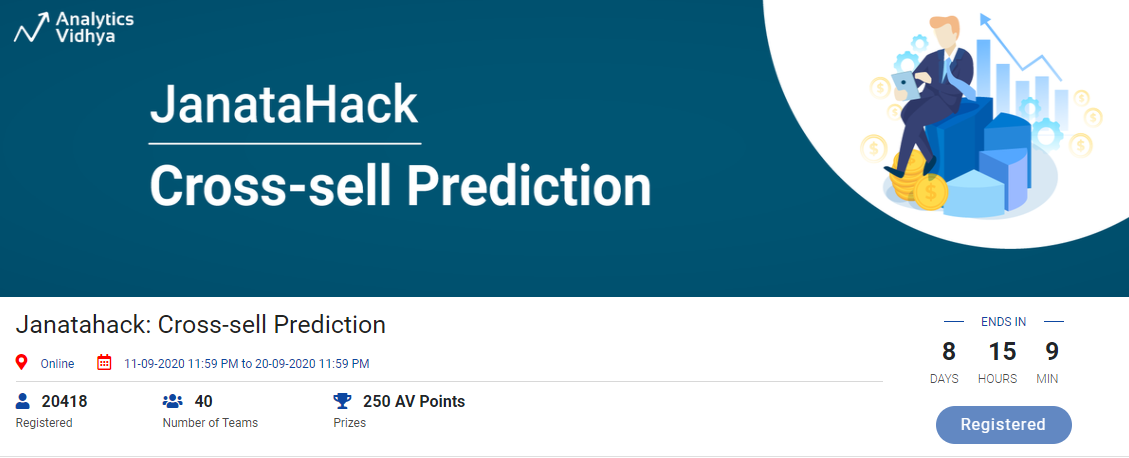 Analytics
Vidhya
JanataHack
Cross-sell Prediction
Janatahack: Cross-sell Prediction
Online 11-09-2020 11:59 PM to 20-09-2020 11:59 PM
20418 40 250 AV Points
Registered Number of Teams Prizes
ENDS IN
8 15 9
DAYS HOURS MIN
Registered